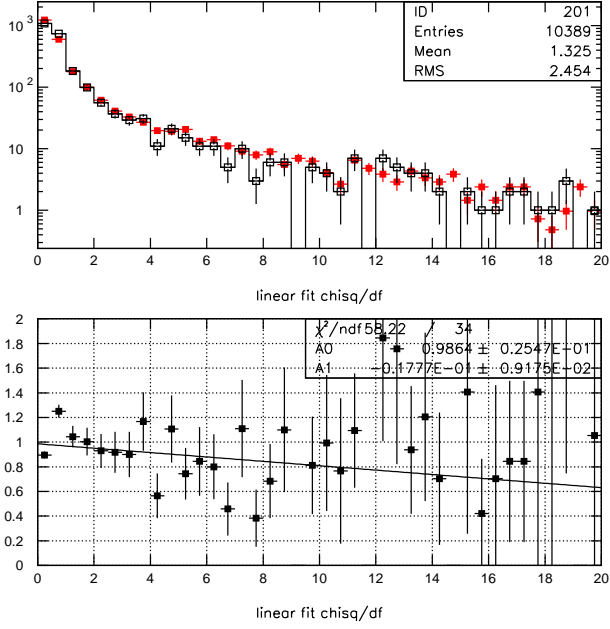 ID 201
Entries 10389
Mean 1.325
RMS 2.454
10³
10²
10
1
0 2 4 6 8 10 12 14 16 18 20
linear fit chisq/df
χ²/ndf 58.22 / 34
A0 0.9864 ± 0.2547E-01
A1 -0.1777E-01 ± 0.9175E-02
2
1.8
1.6
1.4
1.2
1
0.8
0.6
0.4
0.2
0
0 2 4 6 8 10 12 14 16 18 20
linear fit chisq/df